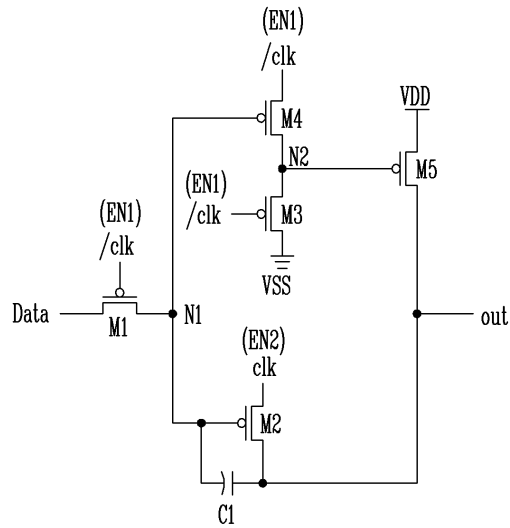 (EN1)
/clk
M4
VDD
N2
M5
(EN1)
/clk
M3
(EN1)
/clk
VSS
Data
M1
N1
out
(EN2)
clk
M2
C1